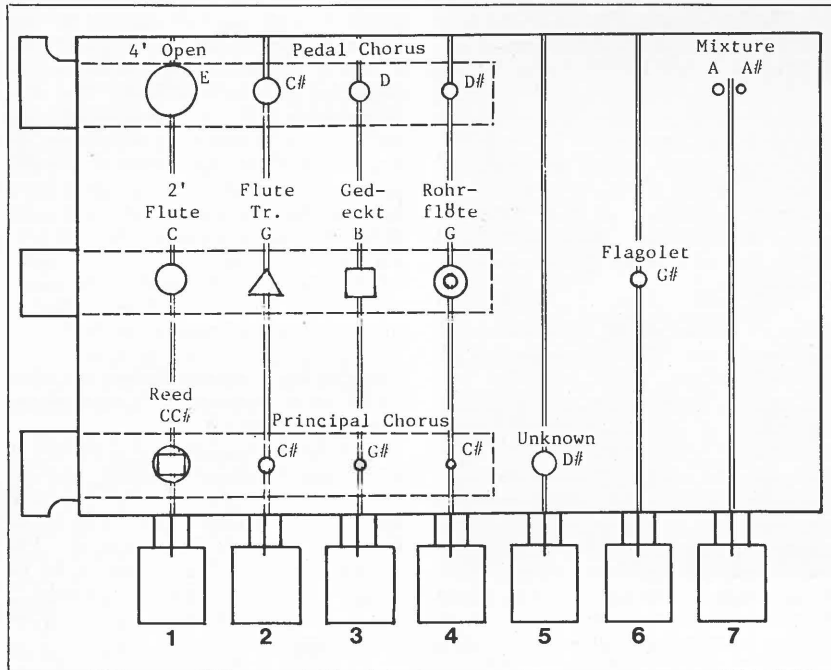 4' Open Pedal Chorus Mixture
E C# D D# A A#
2' Flute Ged- Rohr-
Flute Tr. eckt flöte
C G B G
Flagolet
G#
Reed
CC#
Principal Chorus
C# G# C#
Unknown
D#
1 2 3 4 5 6 7